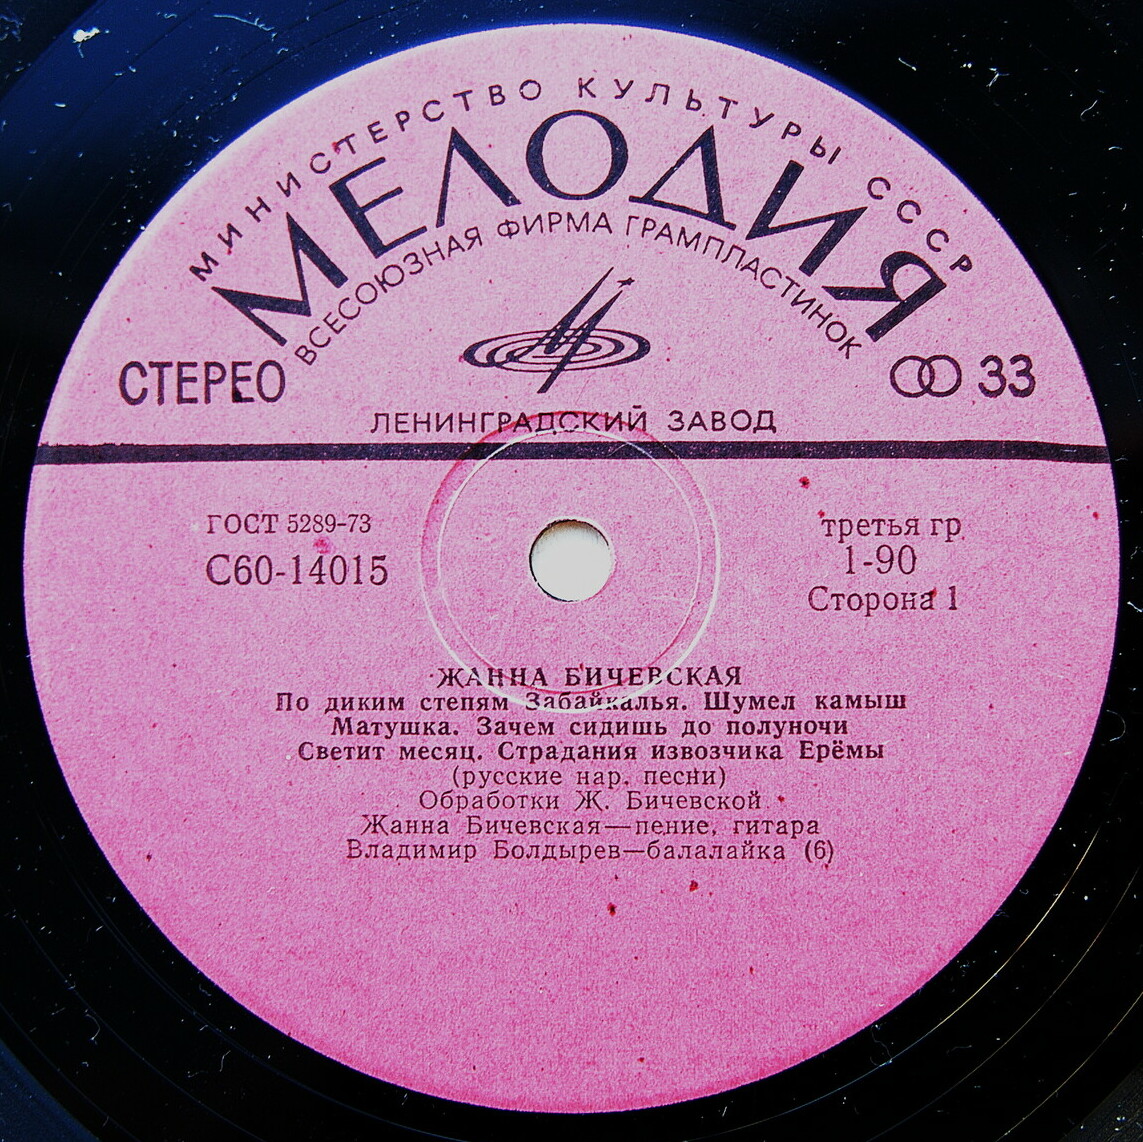 МИНИСТЕРСТВО КУЛЬТУРЫ СССР
МЕЛОДИЯ
ВСЕСОЮЗНАЯ ФИРМА ГРАМПЛАСТИНОК
СТЕРЕО
33
ЛЕНИНГРАДСКИЙ ЗАВОД
ГОСТ 5289-73
С60-14015
третья гр.
1-90
Сторона 1
ЖАННА БИЧЕВСКАЯ
По диким степям Забайкалья. Шумел камыш
Матушка. Зачем сидишь до полуночи
Светит месяц. Страдания извозчика Ерёмы
(русские нар. песни)
Обработки Ж. Бичевской
Жанна Бичевская—пение, гитара
Владимир Болдырев—балалайка (6)